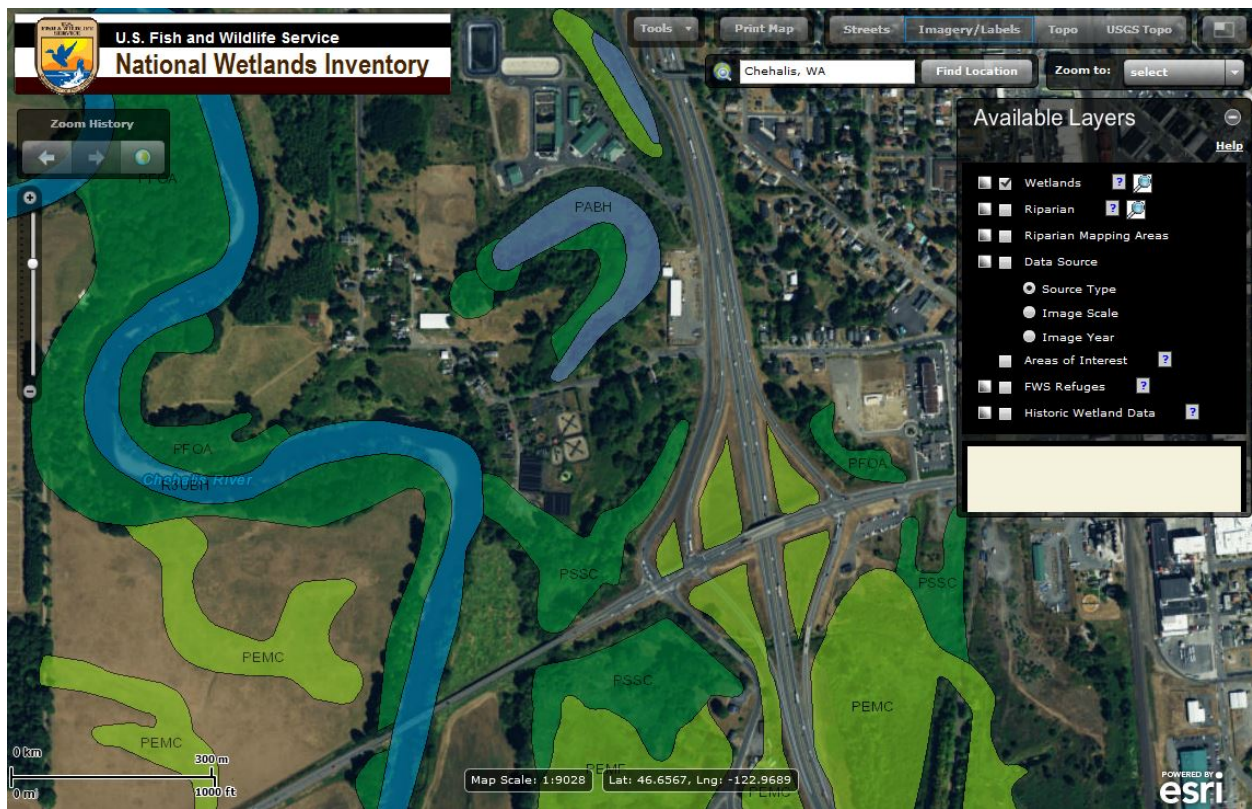 U.S. Fish and Wildlife Service
National Wetlands Inventory
Tools
Print Map
Streets
Imagery/Labels
Topo
USGS Topo
Chehalis, WA
Find Location
Zoom to:
select
Zoom History
Available Layers
Help
Wetlands ?
Riparian ?
Riparian Mapping Areas
Data Source
Source Type
Image Scale
Image Year
Areas of Interest ?
FWS Refuges ?
Historic Wetland Data ?
PFOA
PABH
PFOA
Chehalis River
PFOA
PSSC
PSSC
PEMC
PSSC
PEMC
PEMC
PEMC
0 km
300 m
0 mi
1000 ft
Map Scale: 1:9028
Lat: 46.6567, Lng: -122.9689
POWERED BY
esri